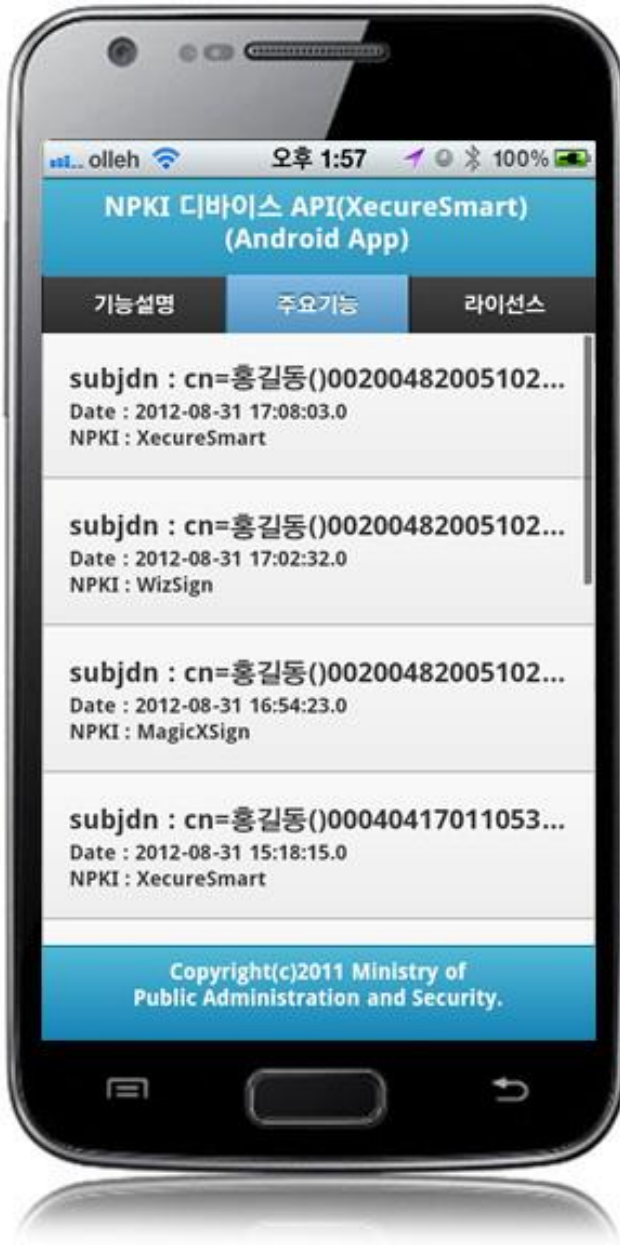 olleh 오후 1:57 100%
NPKI 디바이스 API(XecureSmart)
(Android App)
기능설명 주요기능 라이선스
subjdn : cn=홍길동()00200482005102...
Date : 2012-08-31 17:08:03.0
NPKI : XecureSmart
subjdn : cn=홍길동()00200482005102...
Date : 2012-08-31 17:02:32.0
NPKI : WizSign
subjdn : cn=홍길동()00200482005102...
Date : 2012-08-31 16:54:23.0
NPKI : MagicXSign
subjdn : cn=홍길동()00040417011053...
Date : 2012-08-31 15:18:15.0
NPKI : XecureSmart
Copyright(c)2011 Ministry of
Public Administration and Security.